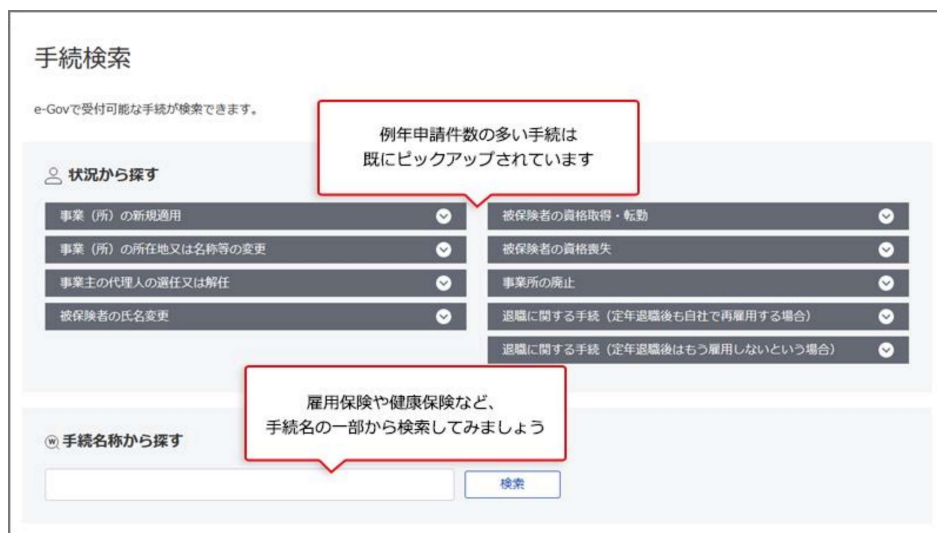 手続検索
e-Govで受付可能な手続が検索できます。
例年申請件数の多い手続は
既にピックアップされています
状況から探す
事業（所）の新規適用
事業（所）の所在地又は名称等の変更
事業主の代理人の選任又は解任
被保険者の氏名変更
被保険者の資格取得・転勤
被保険者の資格喪失
事業所の廃止
退職に関する手続（定年退職後も自社で再雇用する場合）
退職に関する手続（定年退職後はもう雇用しないという場合）
雇用保険や健康保険など、
手続名の一部から検索してみましょう
手続名称から探す
検索